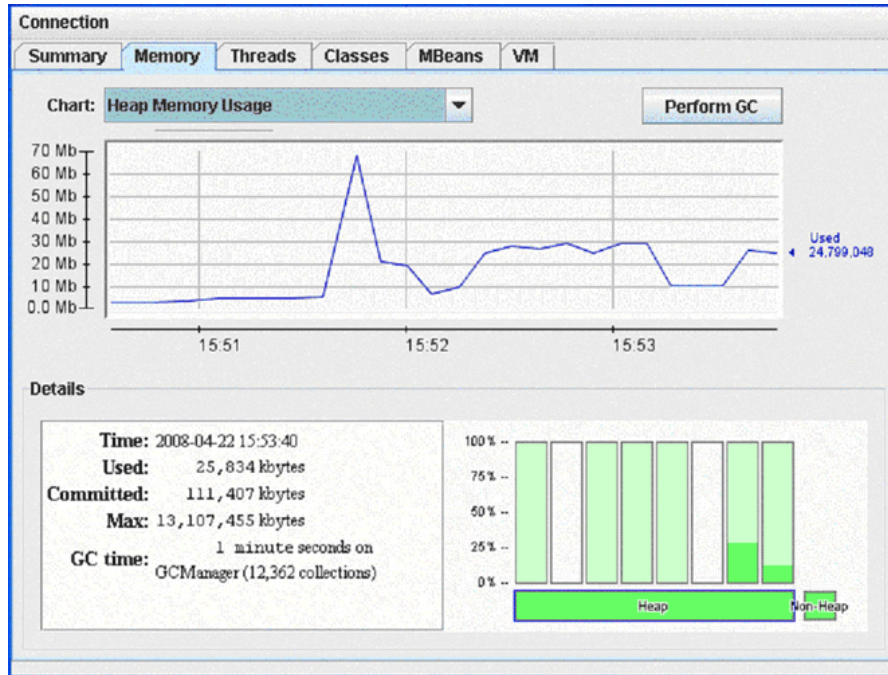 Connection
Summary Memory Threads Classes MBeans VM
Chart: Heap Memory Usage Perform GC
70 Mb
60 Mb
50 Mb
40 Mb
30 Mb
20 Mb
10 Mb
0.0 Mb
Used
24,799,048
15:51 15:52 15:53
Details
Time: 2008-04-22 15:53:40
Used: 25,834 kbytes
Committed: 111,407 kbytes
Max: 13,107,455 kbytes
GC time: 1 minute seconds on
GCManager (12,362 collections)
100% --
75% --
50% --
25% --
0% --
Heap Non-Heap